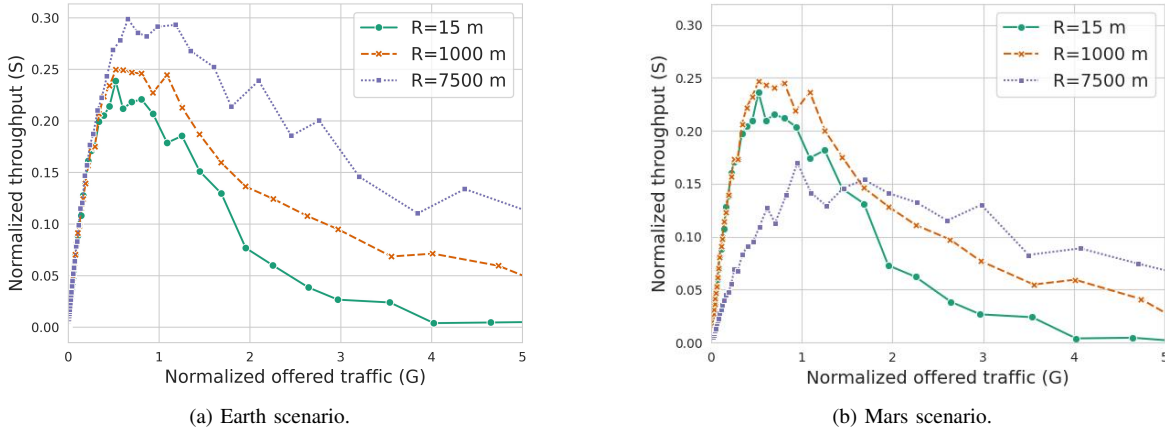 0.30
0.25
0.20
0.15
0.10
0.05
0.00
Normalized throughput (S)
R=15 m
R=1000 m
R=7500 m
0 1 2 3 4 5
Normalized offered traffic (G)
(a) Earth scenario.
0.30
0.25
0.20
0.15
0.10
0.05
0.00
Normalized throughput (S)
R=15 m
R=1000 m
R=7500 m
0 1 2 3 4 5
Normalized offered traffic (G)
(b) Mars scenario.